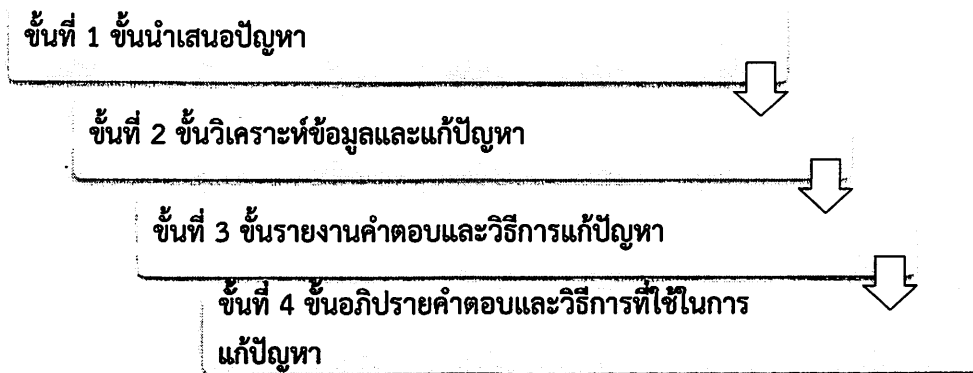 ขั้นที่ 1 ขั้นนำเสนอปัญหา
ขั้นที่ 2 ขั้นวิเคราะห์ข้อมูลและแก้ปัญหา
ขั้นที่ 3 ขั้นรายงานคำตอบและวิธีการแก้ปัญหา
ขั้นที่ 4 ขั้นอภิปรายคำตอบและวิธีการที่ใช้ในการ
แก้ปัญหา